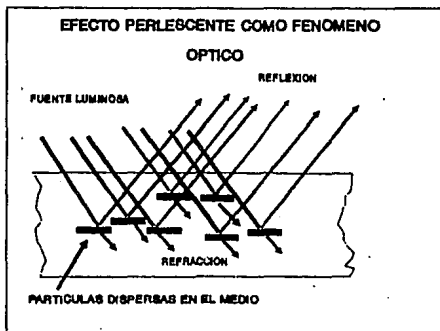 EFECTO PERLESCENTE COMO FENOMENO
OPTICO
REFLEXION
FUENTE LUMINOSA
REFRACCION
PARTICULAS DISPERSAS EN EL MEDIO